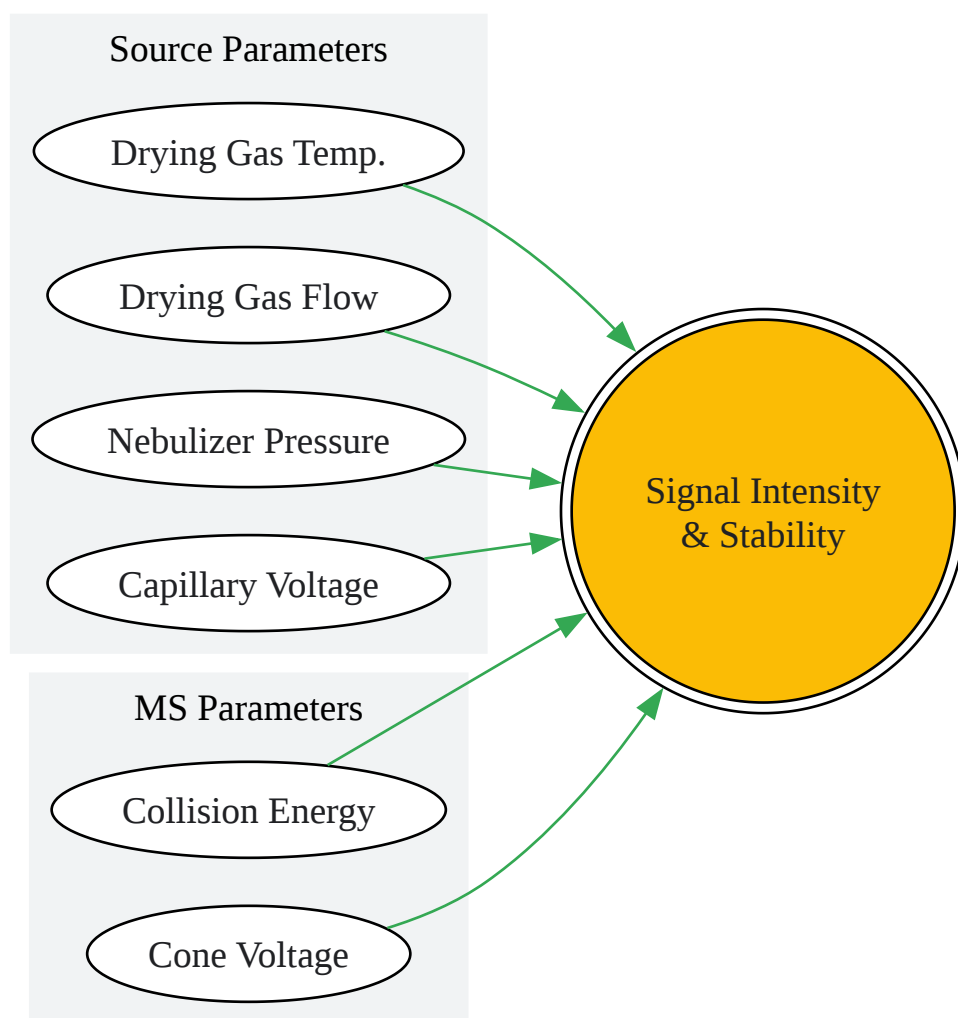 Source Parameters
Drying Gas Temp.
Drying Gas Flow
Nebulizer Pressure
Capillary Voltage
Signal Intensity
& Stability
MS Parameters
Collision Energy
Cone Voltage